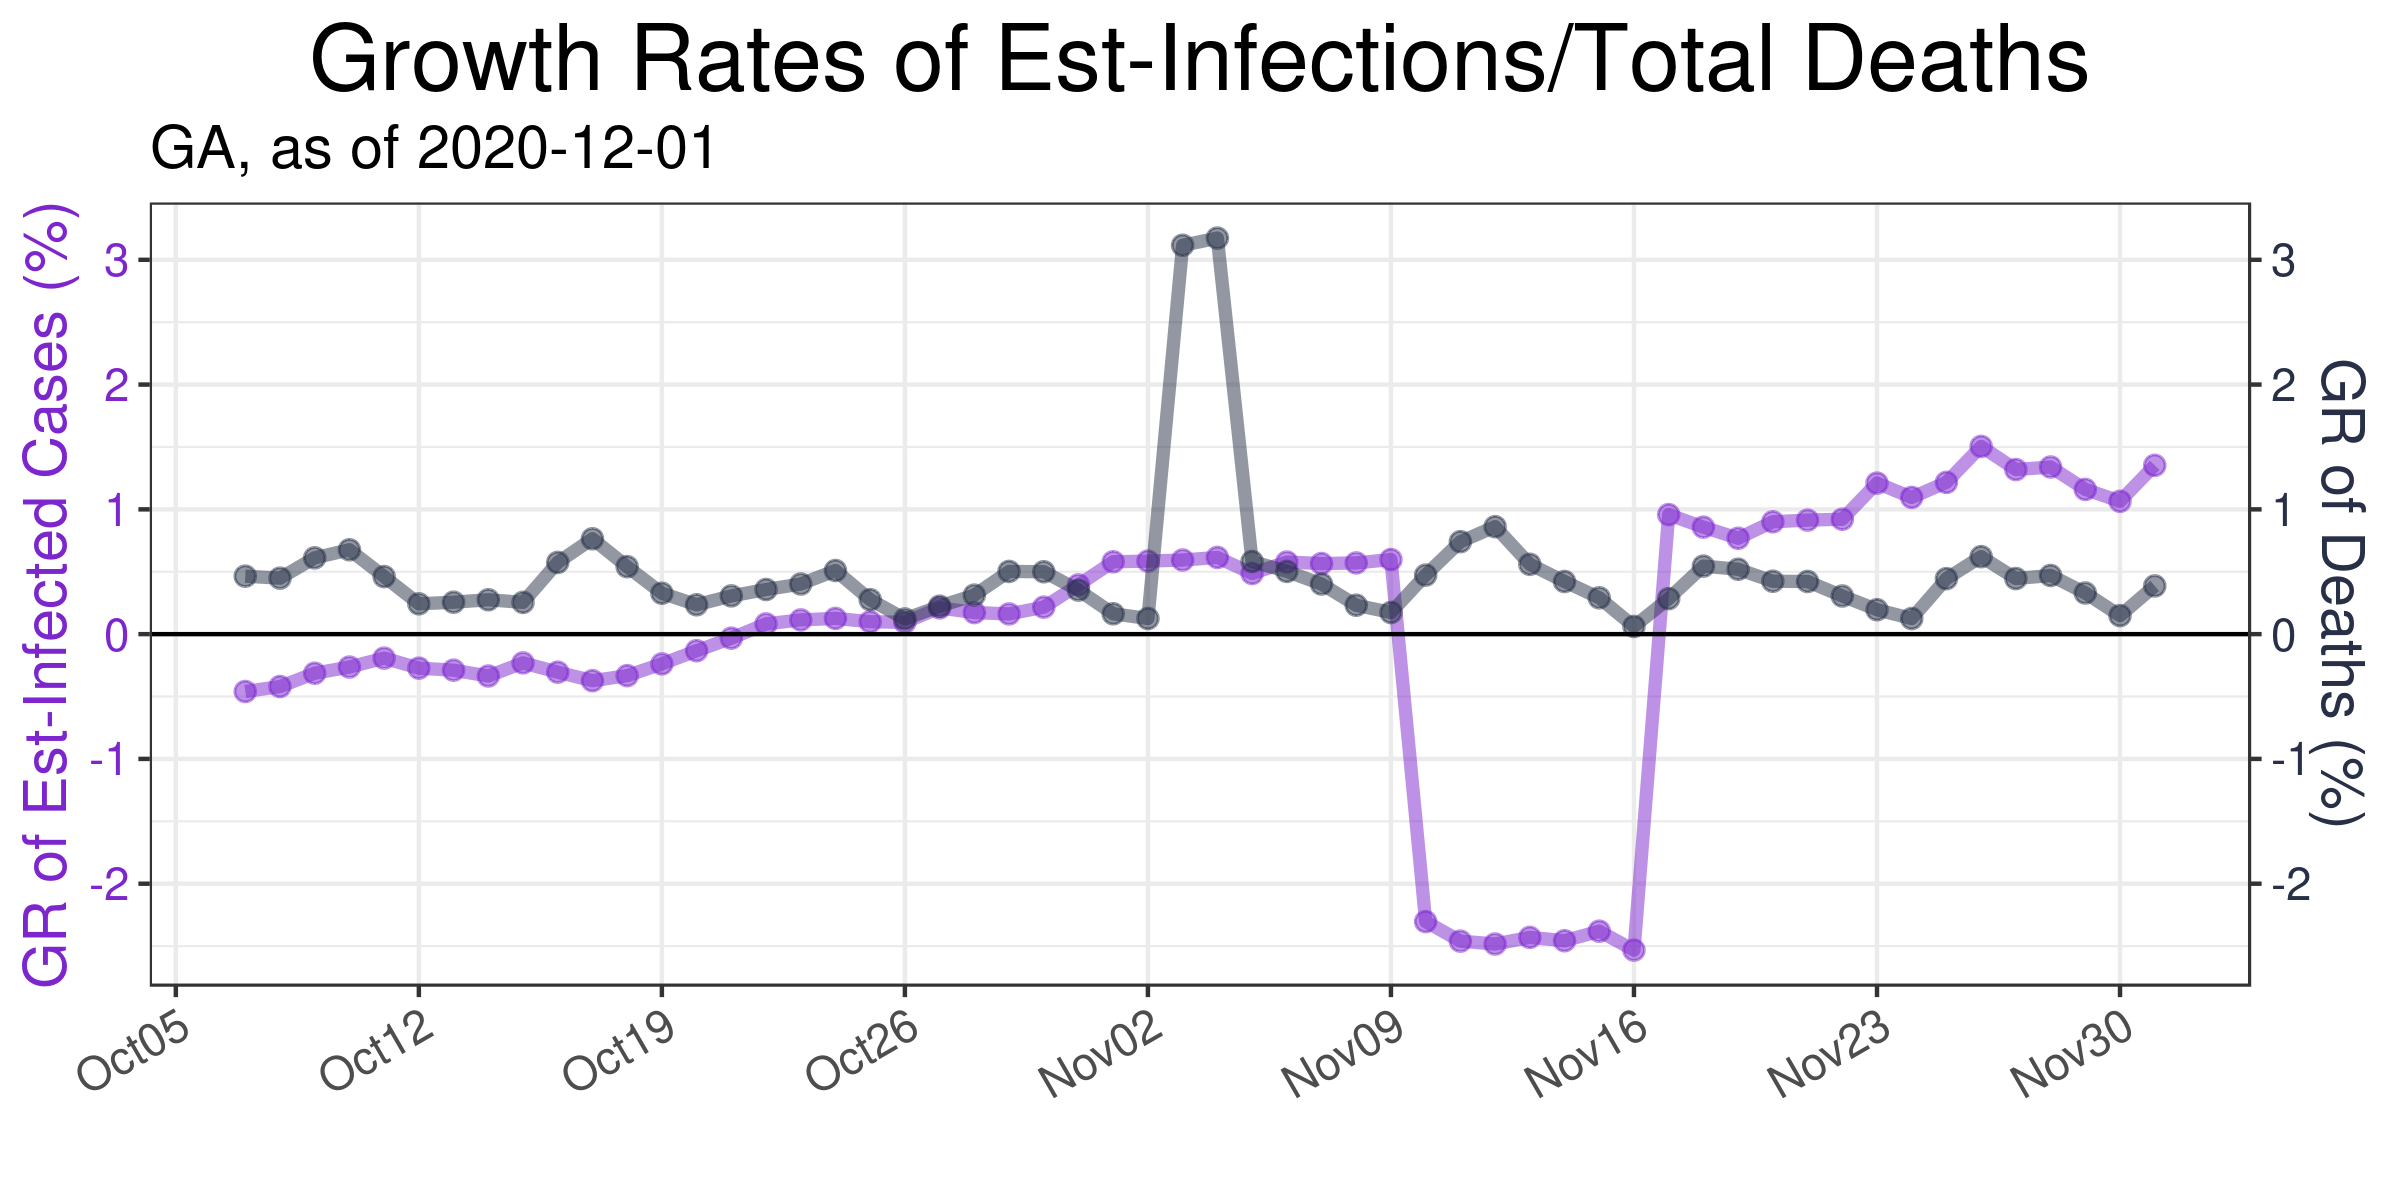 Growth Rates of Est-Infections/Total Deaths
GA, as of 2020-12-01
GR of Est-Infected Cases (%)
3
2
1
0
-1
-2
3
2
1
0
-1
-2
GR of Deaths (%)
Oct05
Oct12
Oct19
Oct26
Nov02
Nov09
Nov16
Nov23
Nov30